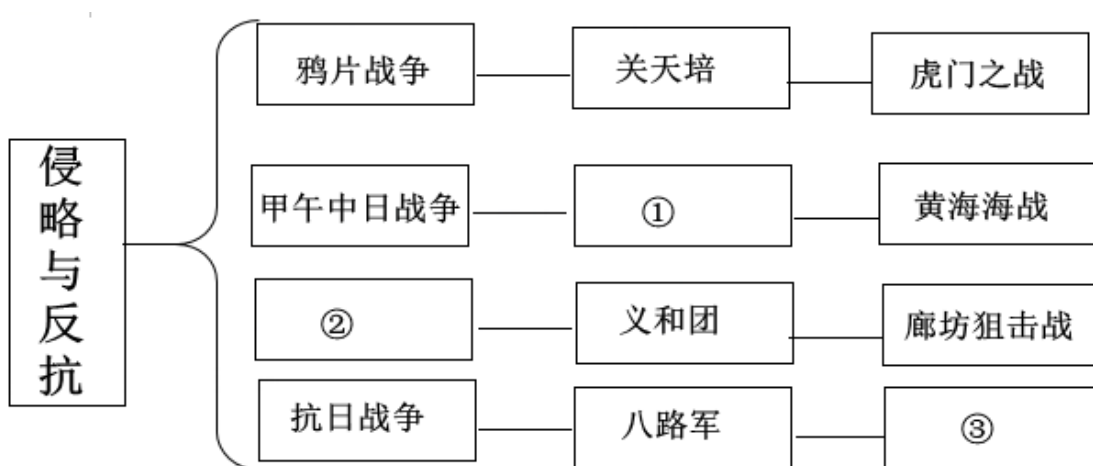 鸦片战争 关天培 虎门之战
侵略与反抗
甲午中日战争 ① 黄海海战
② 义和团 廊坊狙击战
抗日战争 八路军 ③